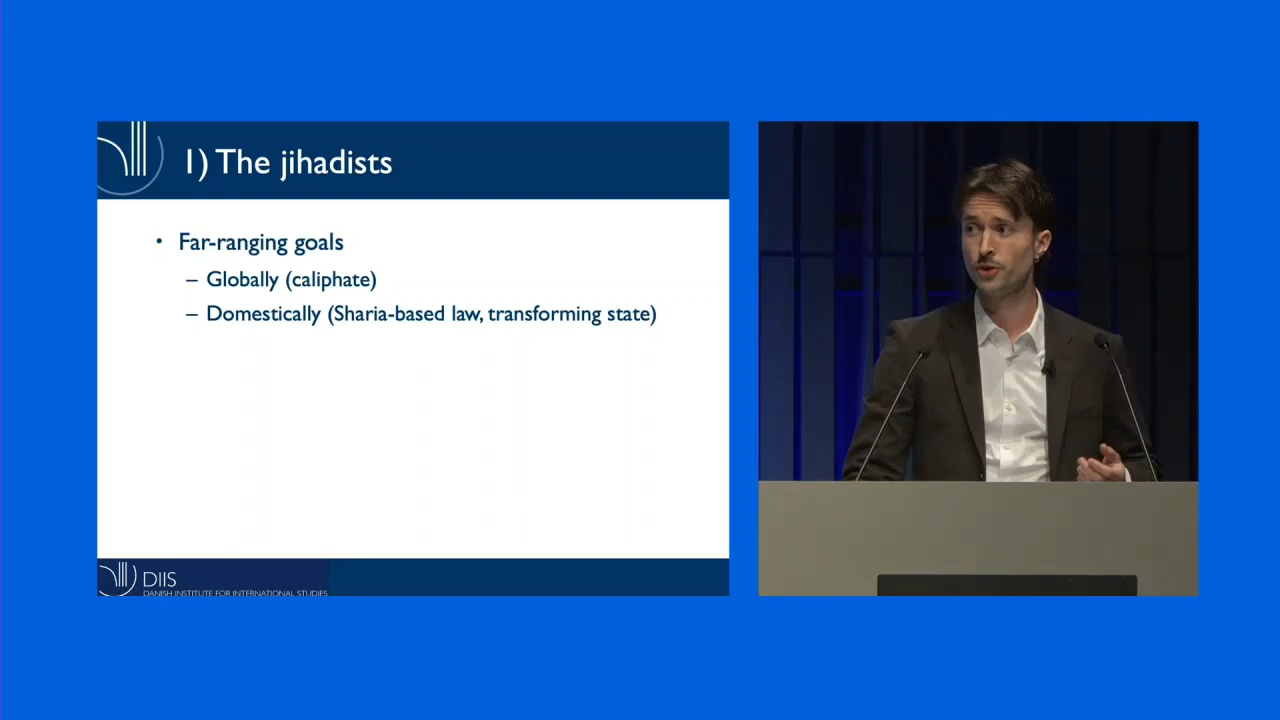 1) The jihadists
• Far-ranging goals
– Globally (caliphate)
– Domestically (Sharia-based law, transforming state)
DIIS
DANISH INSTITUTE FOR INTERNATIONAL STUDIES